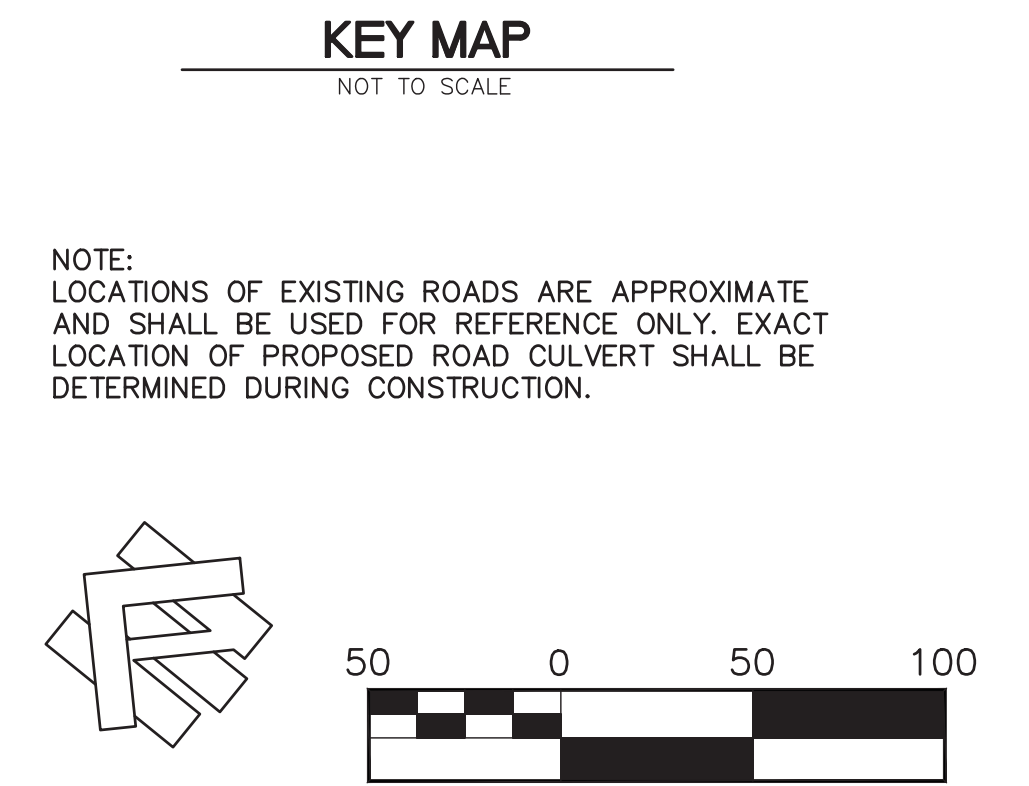 KEY MAP
NOT TO SCALE
NOTE:
LOCATIONS OF EXISTING ROADS ARE APPROXIMATE
AND SHALL BE USED FOR REFERENCE ONLY. EXACT
LOCATION OF PROPOSED ROAD CULVERT SHALL BE
DETERMINED DURING CONSTRUCTION.
50 0 50 100